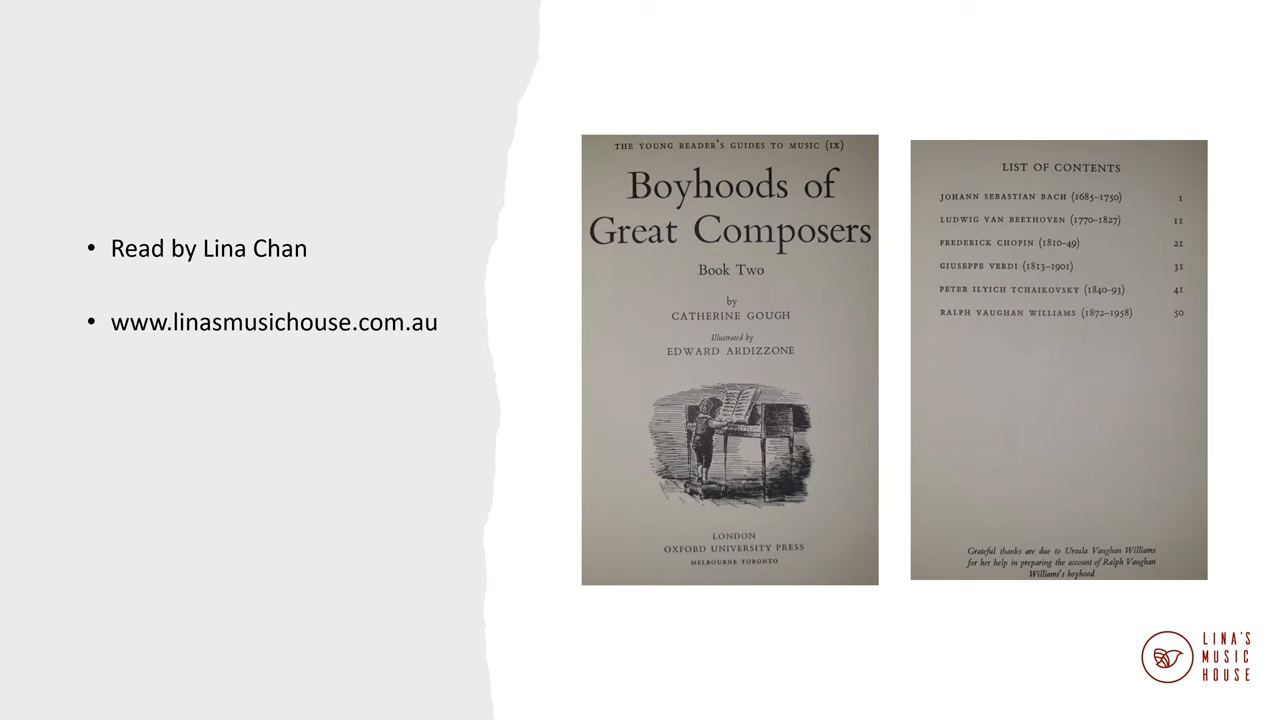 • Read by Lina Chan
• www.linasmusichouse.com.au
THE YOUNG READER'S GUIDES TO MUSIC (IX)
Boyhoods of
Great Composers
Book Two
by
CATHERINE GOUGH
Illustrated by
EDWARD ARDIZZONE
LONDON
OXFORD UNIVERSITY PRESS
MELBOURNE TORONTO
LIST OF CONTENTS
JOHANN SEBASTIAN BACH (1685–1750) 1
LUDWIG VAN BEETHOVEN (1770–1827) 11
FREDERICK CHOPIN (1810–49) 21
GIUSEPPE VERDI (1813–1901) 31
PETER ILYICH TCHAIKOVSKY (1840–93) 41
RALPH VAUGHAN WILLIAMS (1872–1958) 50
Grateful thanks are due to Ursula Vaughan Williams
for her help in preparing the account of Ralph Vaughan
Williams's boyhood
LINA'S
MUSIC
HOUSE